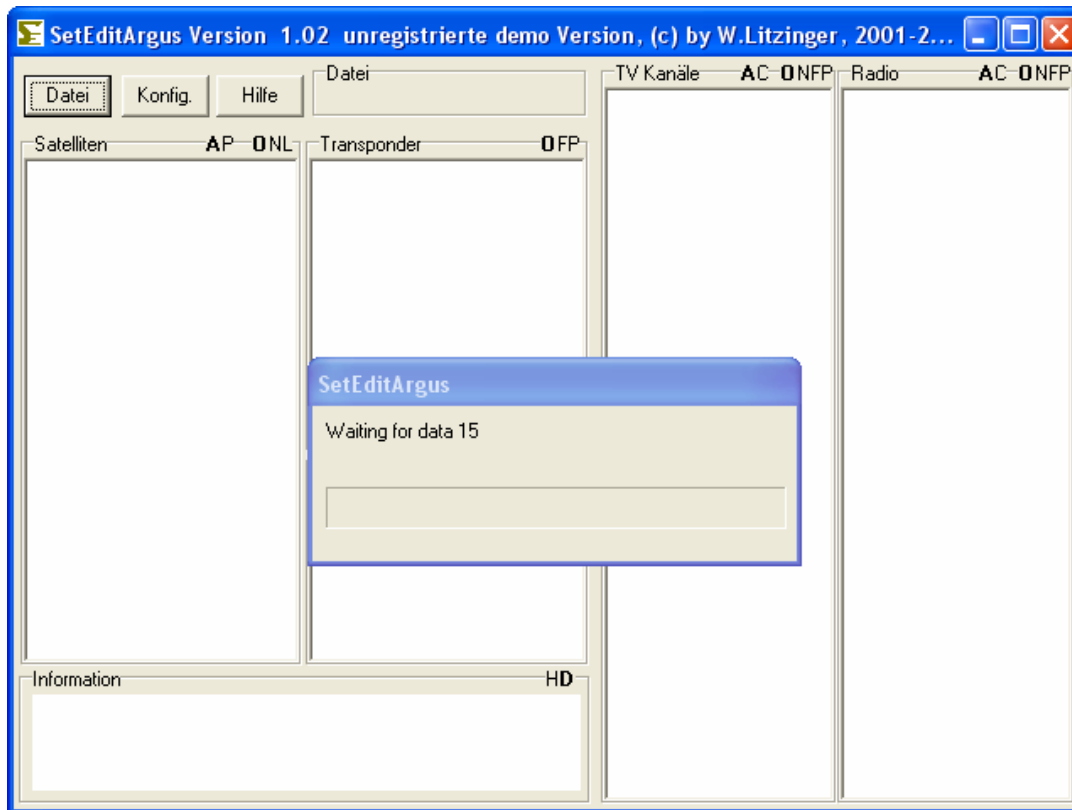 SetEditArgus Version 1.02 unregistrierte demo Version, (c) by W.Litzinger, 2001-2...
Datei Konfig. Hilfe
Datei
TV Kanäle AC ONFP
Radio AC ONFP
Satelliten AP ONL
Transponder OFP
SetEditArgus
Waiting for data 15
Information HD